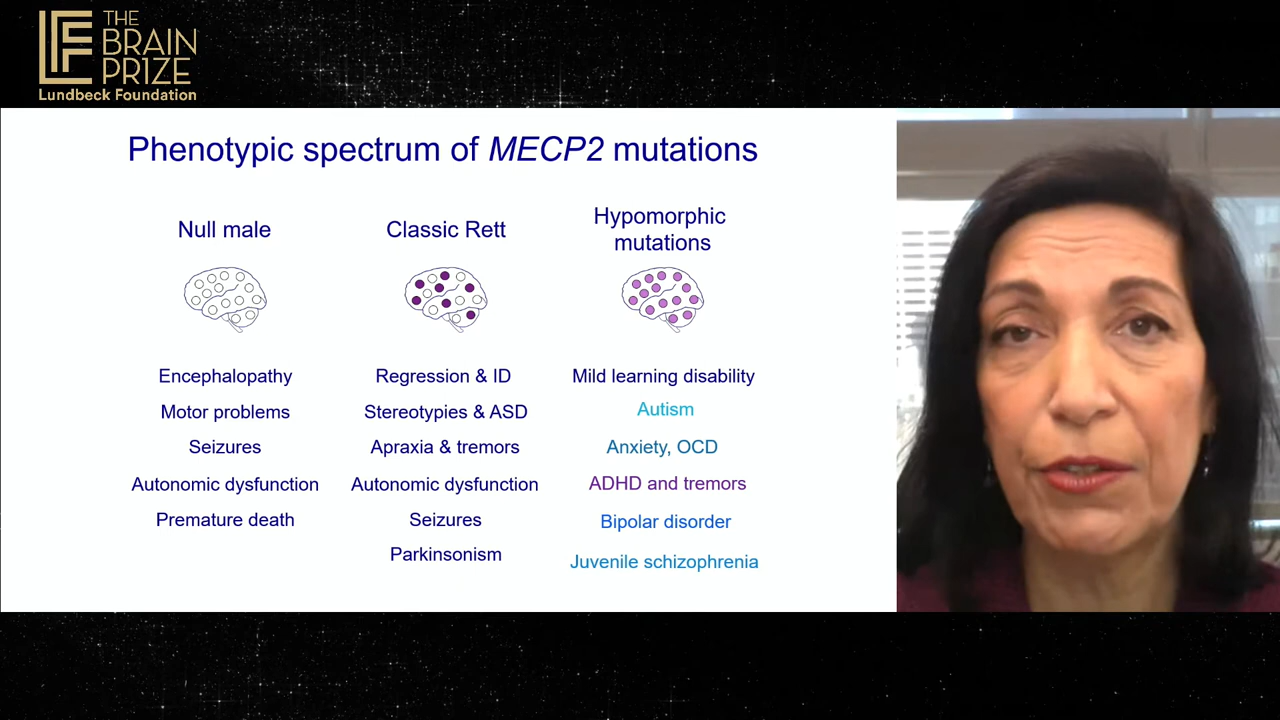 THE
BRAIN
PRIZE
Lundbeck Foundation
Phenotypic spectrum of MECP2 mutations
Null male
Encephalopathy
Motor problems
Seizures
Autonomic dysfunction
Premature death
Classic Rett
Regression & ID
Stereotypies & ASD
Apraxia & tremors
Autonomic dysfunction
Seizures
Parkinsonism
Hypomorphic
mutations
Mild learning disability
Autism
Anxiety, OCD
ADHD and tremors
Bipolar disorder
Juvenile schizophrenia